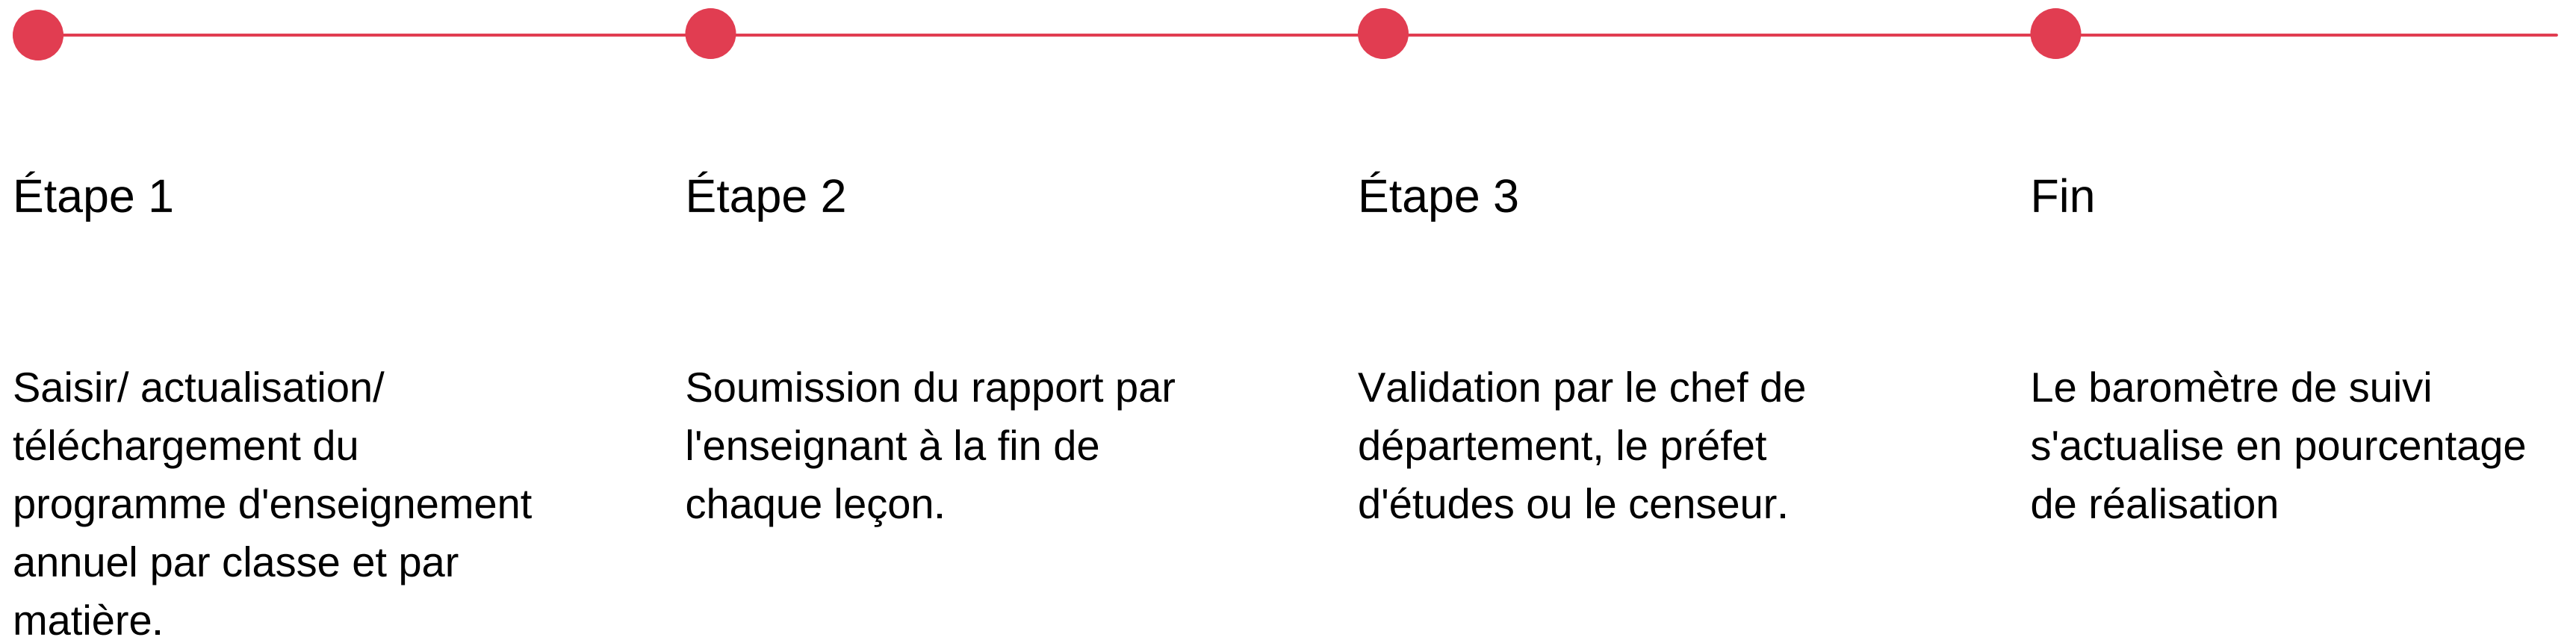 Étape 1
Saisir/ actualisation/
téléchargement du
programme d'enseignement
annuel par classe et par
matière.
Étape 2
Soumission du rapport par
l'enseignant à la fin de
chaque leçon.
Étape 3
Validation par le chef de
département, le préfet
d'études ou le censeur.
Fin
Le baromètre de suivi
s'actualise en pourcentage
de réalisation